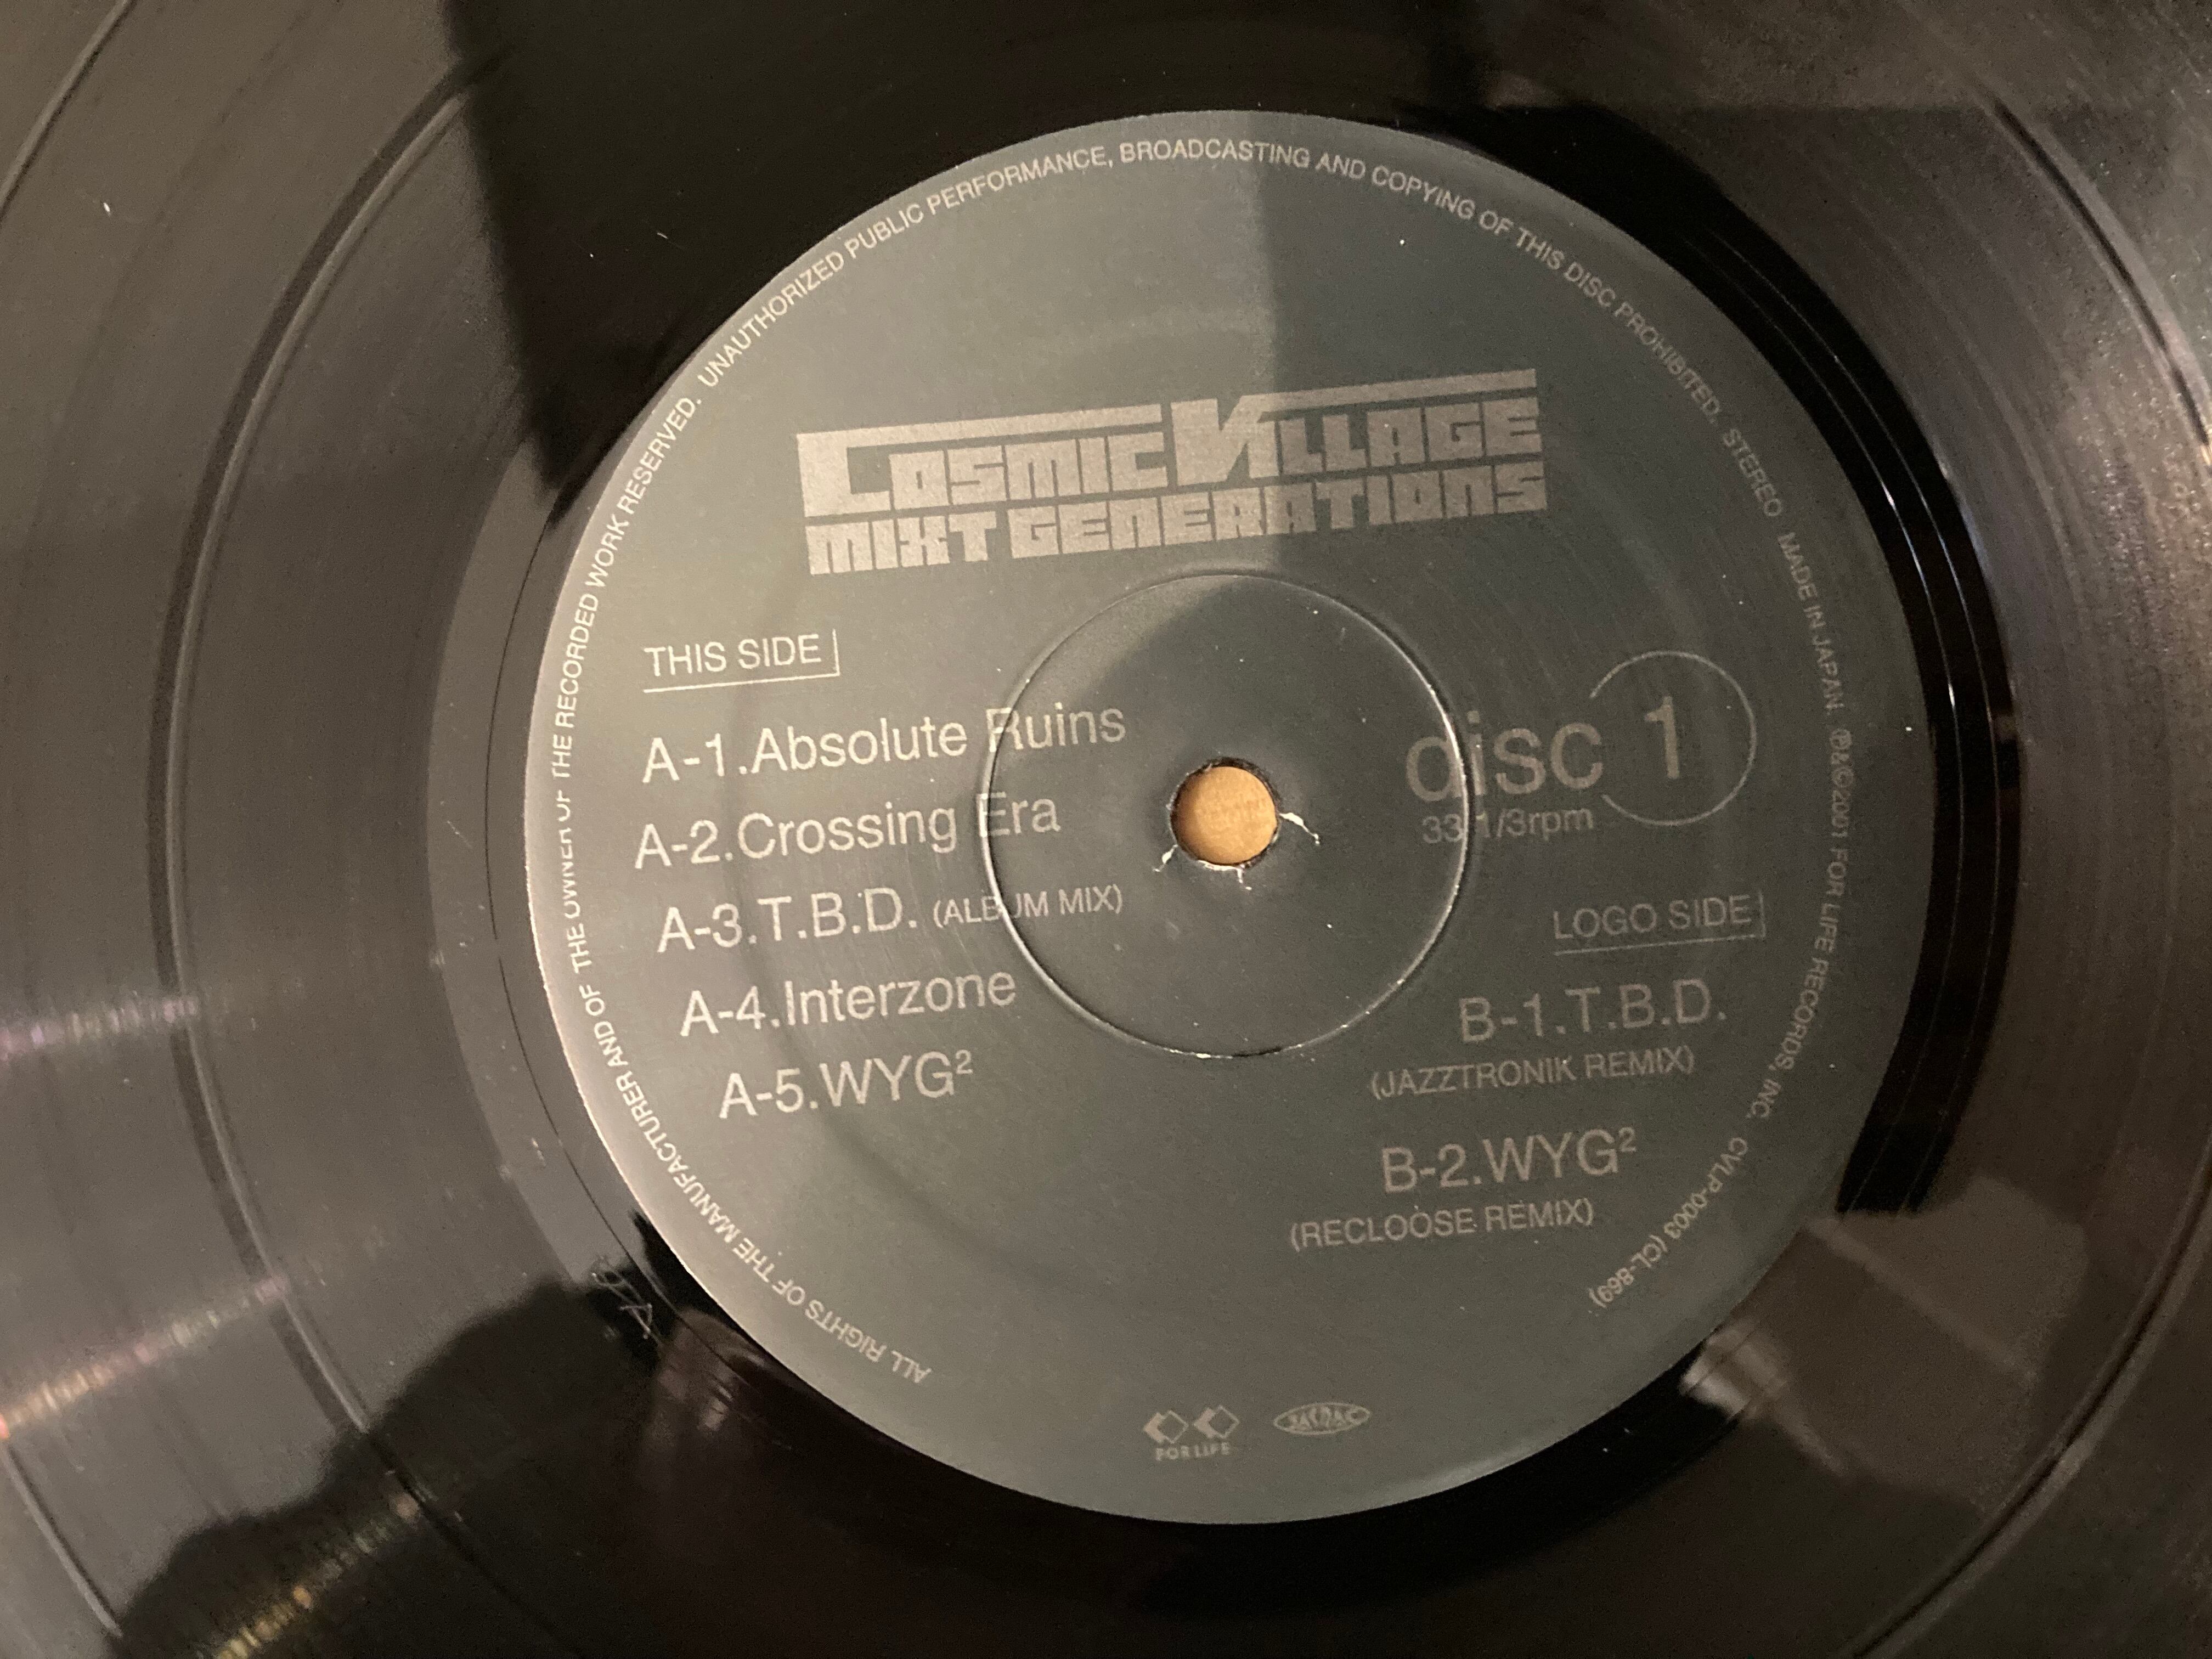 COSMIC VILLAGE
MIXT GENERATIONS
THIS SIDE
A-1.Absolute Ruins
A-2.Crossing Era
A-3.T.B.D. (ALBUM MIX)
A-4.Interzone
A-5.WYG²
disc 1
33 1/3rpm
LOGO SIDE
B-1.T.B.D.
(JAZZTRONIK REMIX)
B-2.WYG²
(RECLOOSE REMIX)
FOR LIFE
JASRAC
ALL RIGHTS OF THE MANUFACTURER AND OF THE OWNER OF THE RECORDED WORK RESERVED. UNAUTHORIZED PUBLIC PERFORMANCE, BROADCASTING AND COPYING OF THIS DISC PROHIBITED. STEREO MADE IN JAPAN ℗&©2001 FOR LIFE RECORDS, INC. CVLP-0003 (CL-869)